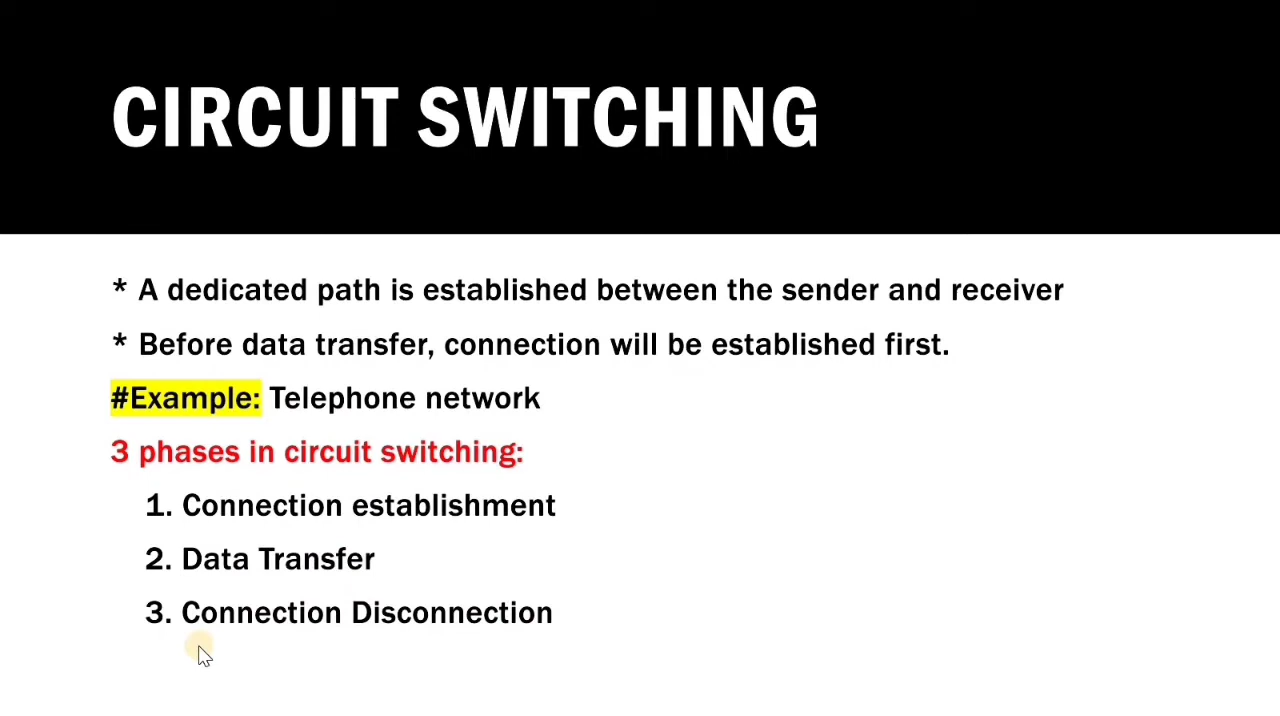 CIRCUIT SWITCHING
* A dedicated path is established between the sender and receiver
* Before data transfer, connection will be established first.
#Example: Telephone network
3 phases in circuit switching:
1. Connection establishment
2. Data Transfer
3. Connection Disconnection